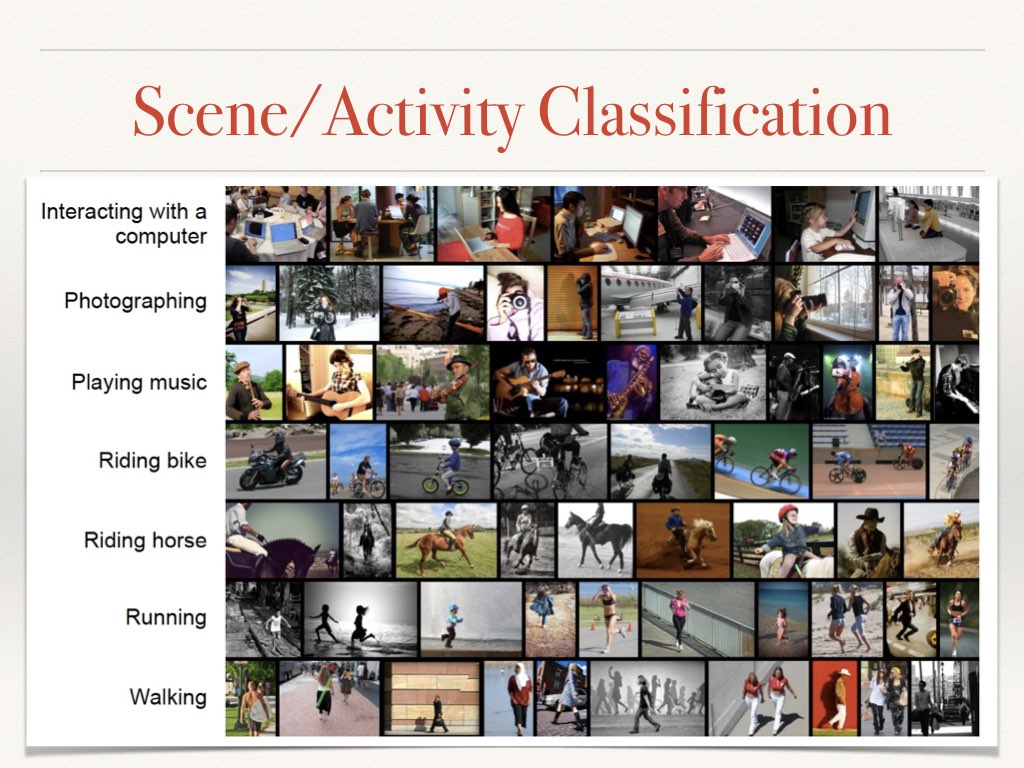 Scene/Activity Classification
Interacting with a
computer
Photographing
Playing music
Riding bike
Riding horse
Running
Walking